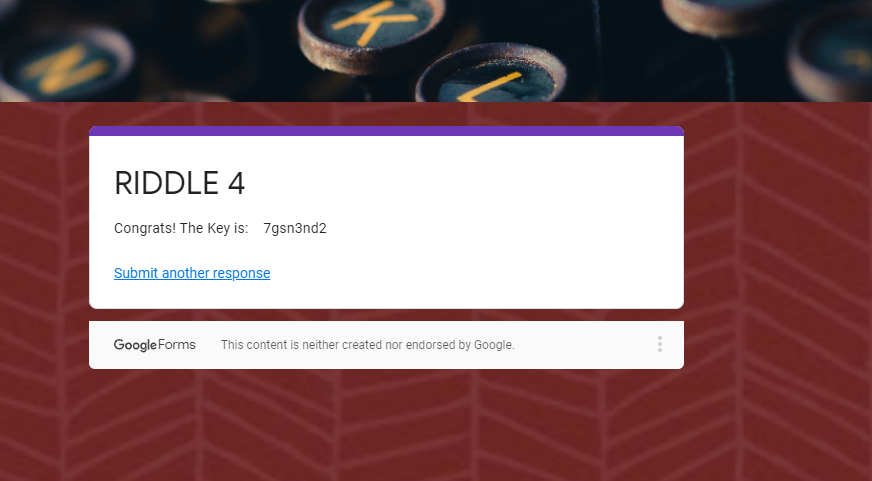 N K L
RIDDLE 4
Congrats! The Key is: 7gsn3nd2
Submit another response
Google Forms This content is neither created nor endorsed by Google.